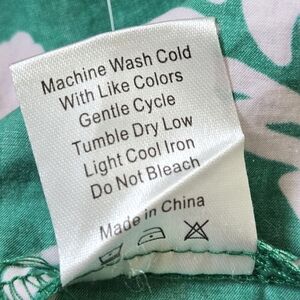 Machine Wash Cold
With Like Colors
Gentle Cycle
Tumble Dry Low
Light Cool Iron
Do Not Bleach
Made in China